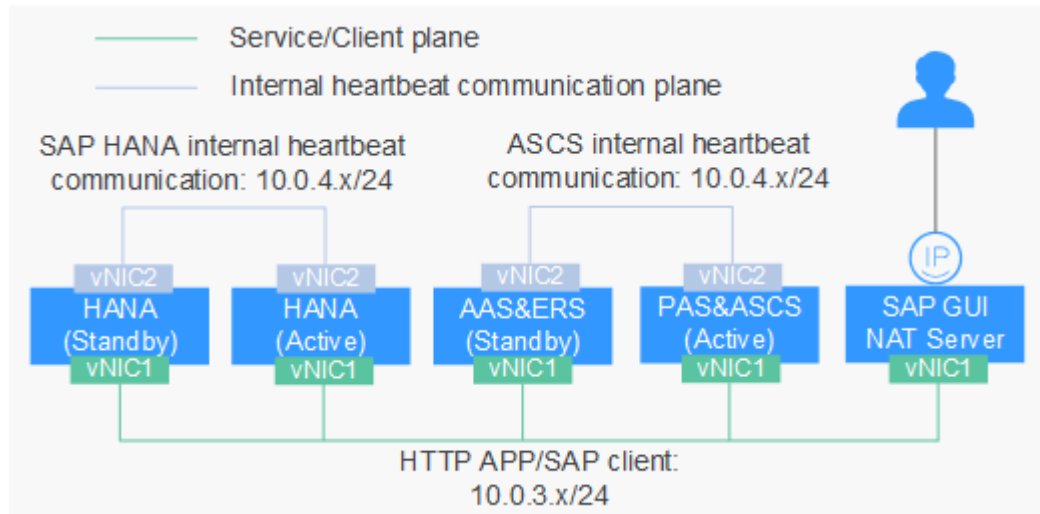 Service/Client plane
Internal heartbeat communication plane
SAP HANA internal heartbeat
communication: 10.0.4.x/24
ASCS internal heartbeat
communication: 10.0.4.x/24
IP
vNIC2
vNIC2
vNIC2
vNIC2
HANA
(Standby)
HANA
(Active)
AAS&ERS
(Standby)
PAS&ASCS
(Active)
SAP GUI
NAT Server
vNIC1
vNIC1
vNIC1
vNIC1
vNIC1
HTTP APP/SAP client:
10.0.3.x/24